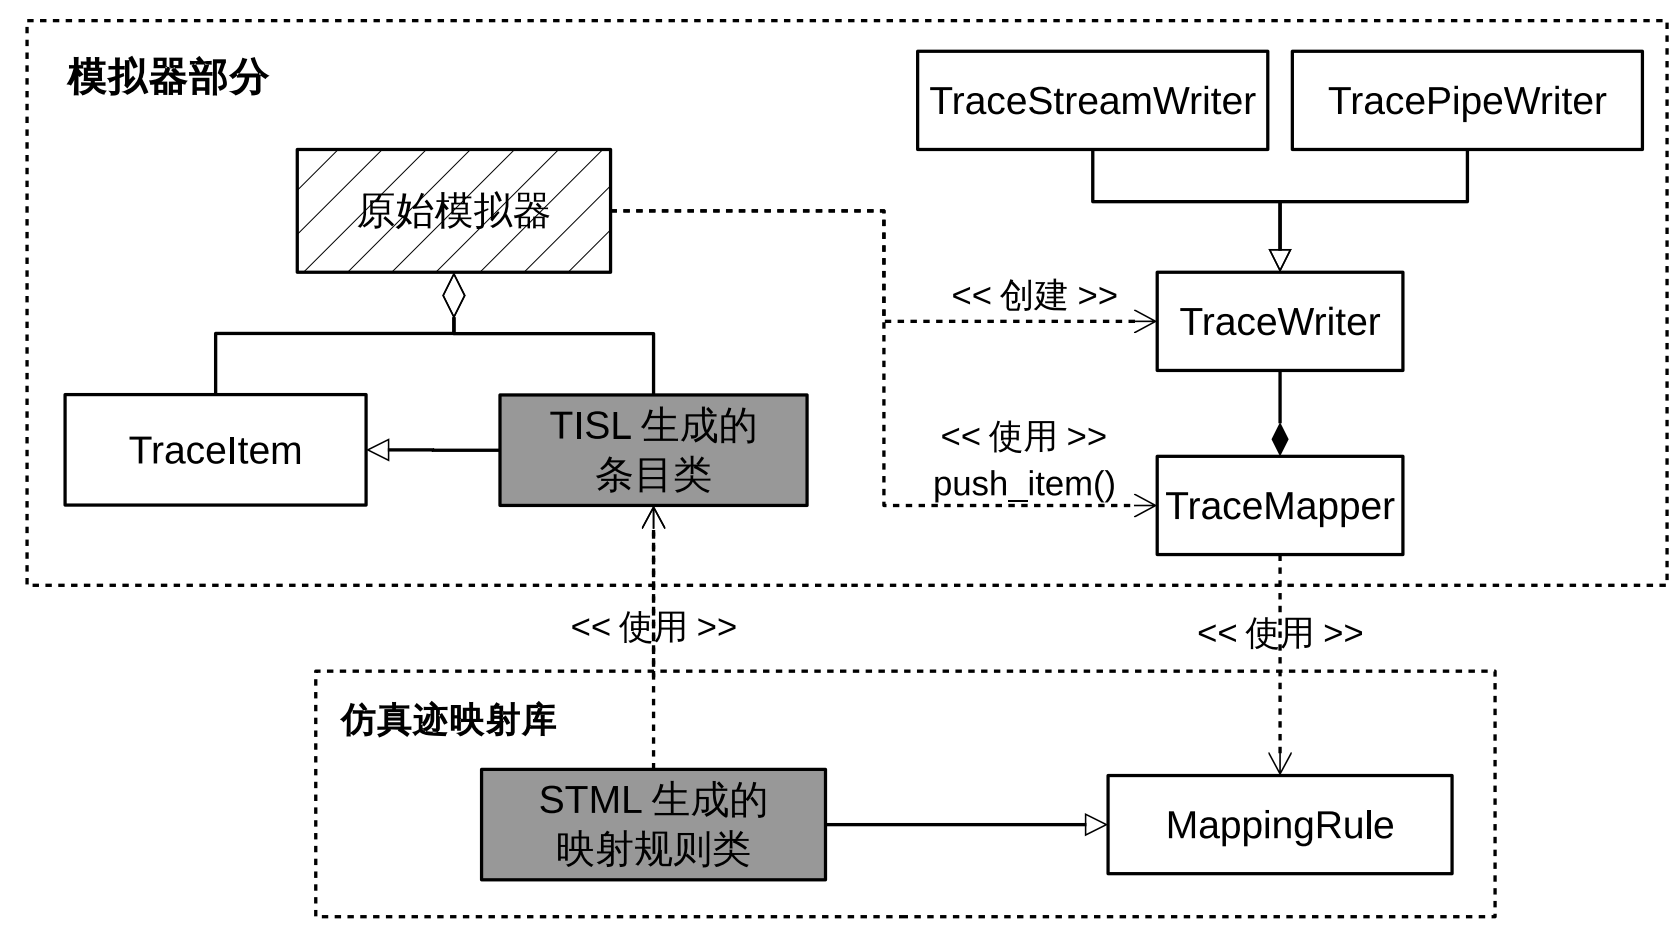 模拟器部分
TraceStreamWriter
TracePipeWriter
原始模拟器
<< 创建 >>
TraceWriter
TraceItem
TISL 生成的
条目类
<< 使用 >>
push_item()
TraceMapper
<< 使用 >>
<< 使用 >>
仿真迹映射库
STML 生成的
映射规则类
MappingRule